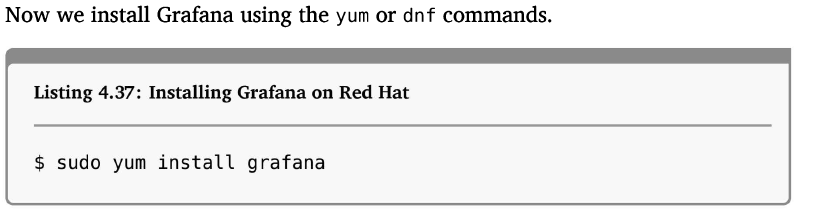 Now we install Grafana using the yum or dnf commands.
Listing 4.37: Installing Grafana on Red Hat
$ sudo yum install grafana